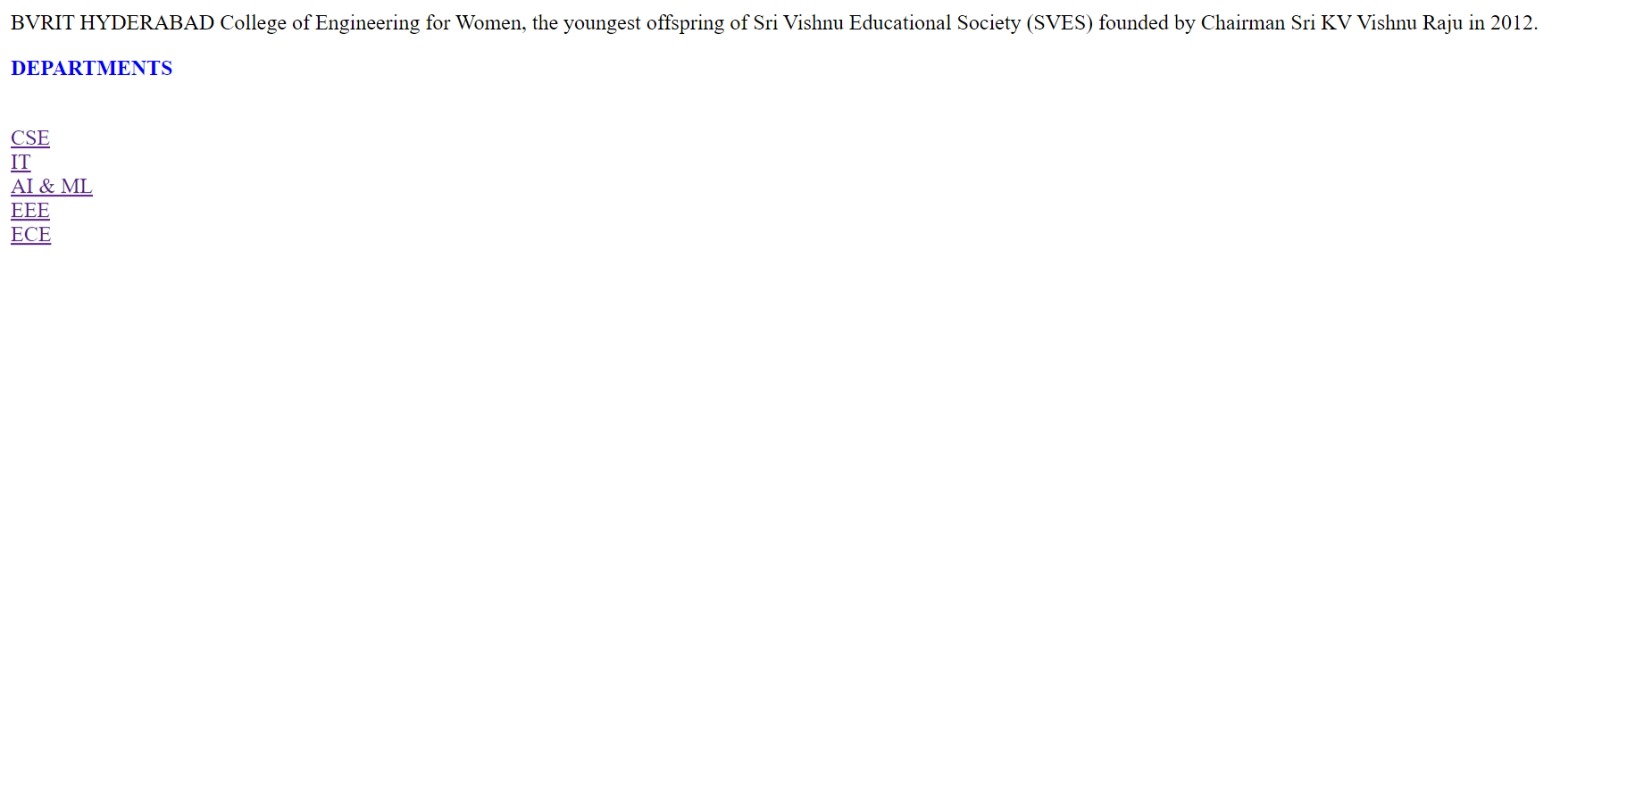 BVRIT HYDERABAD College of Engineering for Women, the youngest offspring of Sri Vishnu Educational Society (SVES) founded by Chairman Sri KV Vishnu Raju in 2012.
DEPARTMENTS
CSE
IT
AI & ML
EEE
ECE